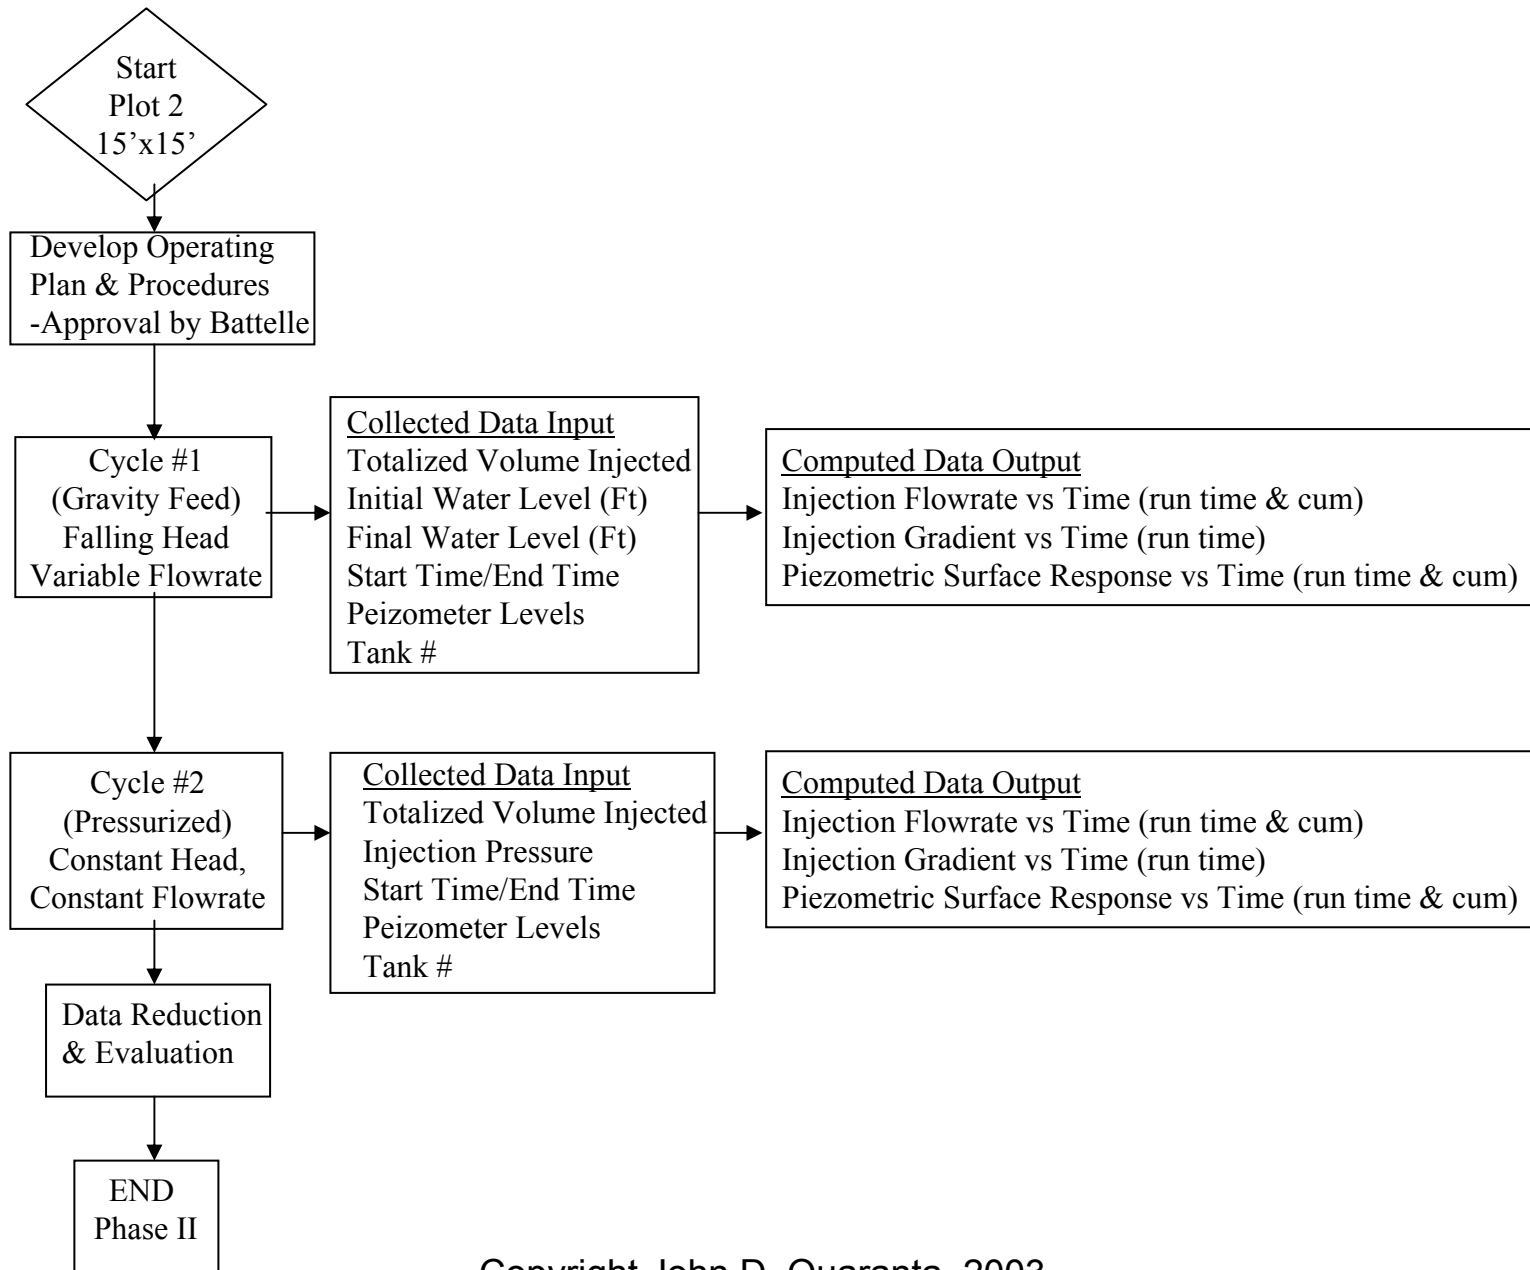 Start
Plot 2
15’x15’
Develop Operating
Plan & Procedures
-Approval by Battelle
Cycle #1
(Gravity Feed)
Falling Head
Variable Flowrate
Collected Data Input
Totalized Volume Injected
Initial Water Level (Ft)
Final Water Level (Ft)
Start Time/End Time
Peizometer Levels
Tank #
Computed Data Output
Injection Flowrate vs Time (run time & cum)
Injection Gradient vs Time (run time)
Piezometric Surface Response vs Time (run time & cum)
Cycle #2
(Pressurized)
Constant Head,
Constant Flowrate
Collected Data Input
Totalized Volume Injected
Injection Pressure
Start Time/End Time
Peizometer Levels
Tank #
Computed Data Output
Injection Flowrate vs Time (run time & cum)
Injection Gradient vs Time (run time)
Piezometric Surface Response vs Time (run time & cum)
Data Reduction
& Evaluation
END
Phase II
Copyright John D. Quaranta, 2003